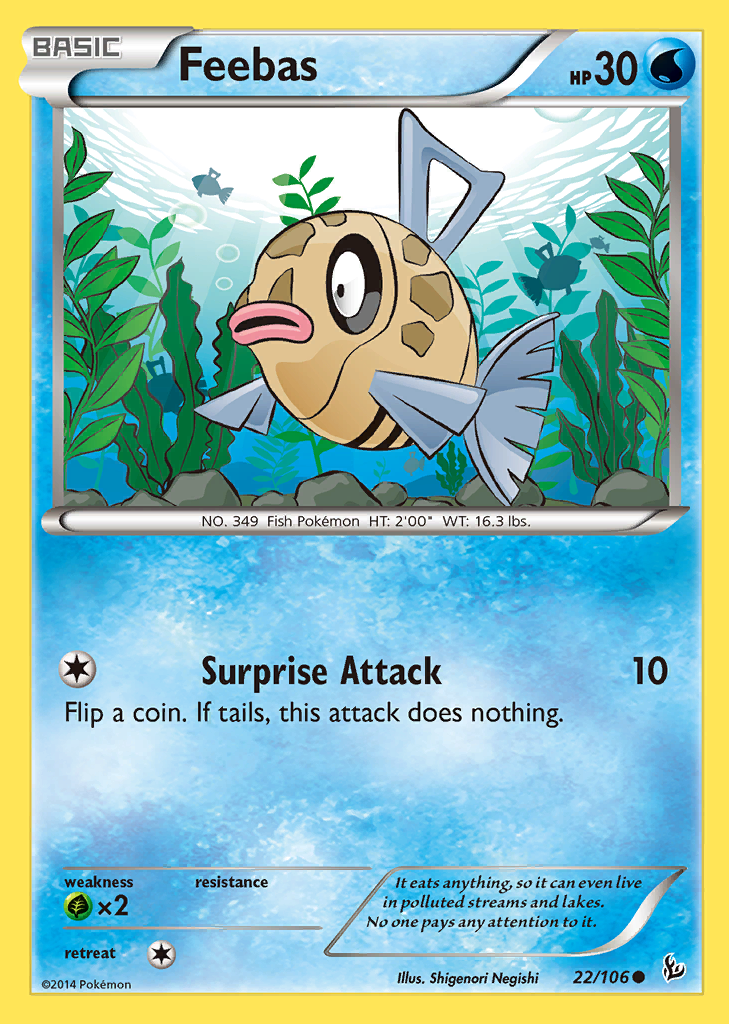 BASIC
Feebas
HP 30
NO. 349 Fish Pokémon HT: 2'00" WT: 16.3 lbs.
Surprise Attack 10
Flip a coin. If tails, this attack does nothing.
weakness resistance
×2
It eats anything, so it can even live
in polluted streams and lakes.
No one pays any attention to it.
retreat
©2014 Pokémon
Illus. Shigenori Negishi
22/106